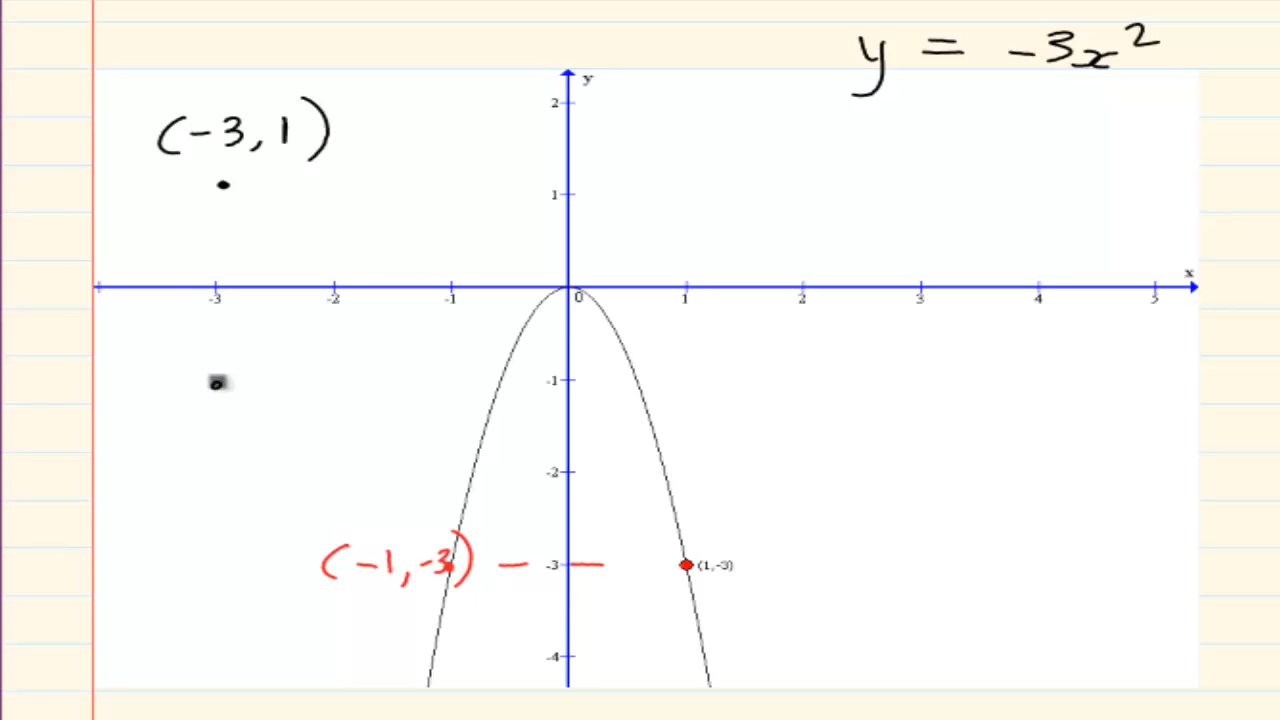 y = -3x²
y
2
(-3, 1)
1
x
-3 -2 -1 0 1 2 3 4 5
-1
-2
(-1, -3) - -3 - (1,-3)
-4